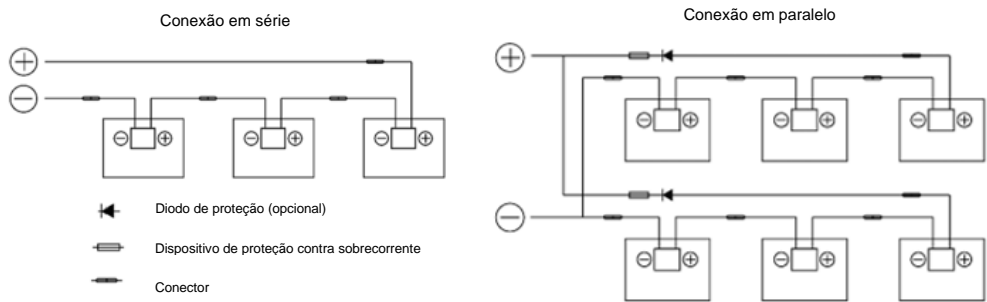 Conexão em série
Conexão em paralelo
Diodo de proteção (opcional)
Dispositivo de proteção contra sobrecorrente
Conector